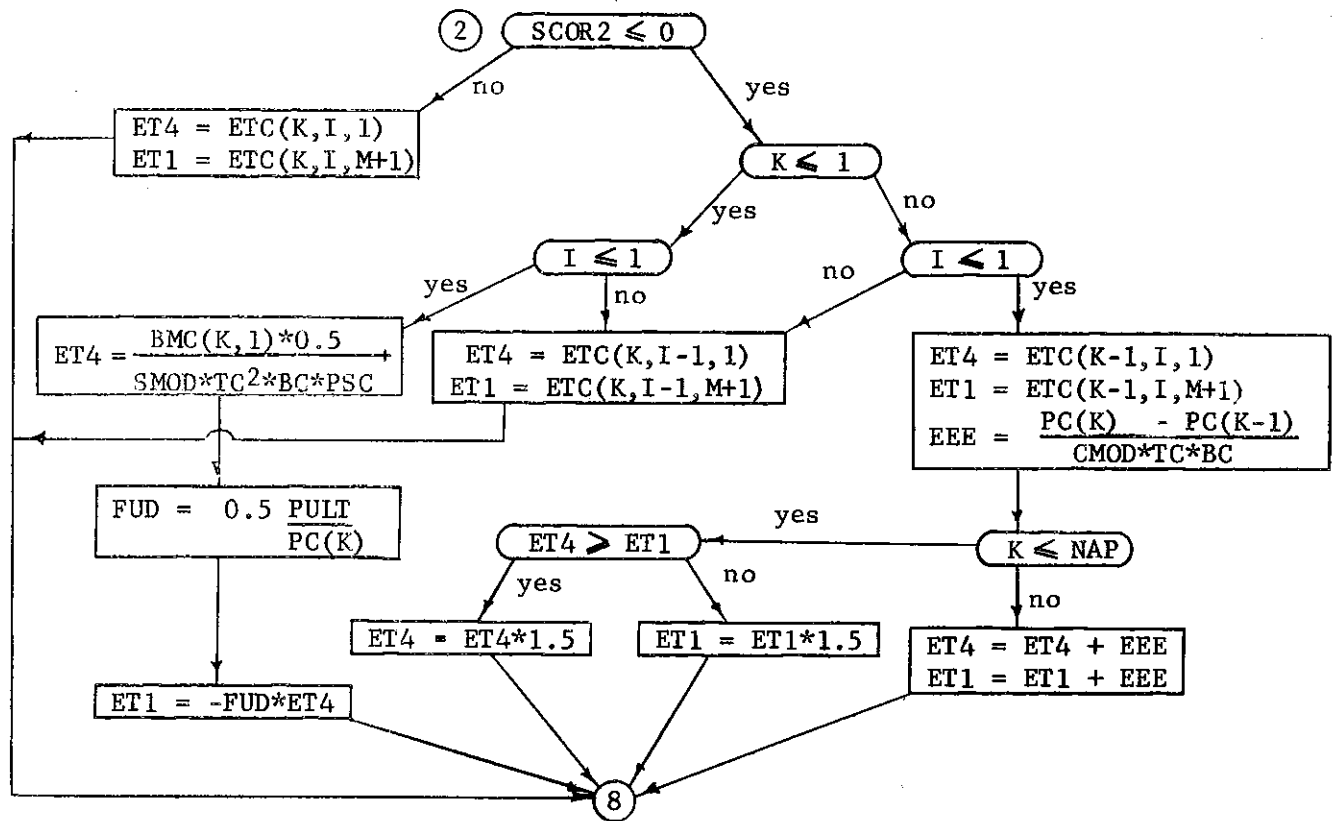 2
SCOR2 ⩽ 0
no
yes
ET4 = ETC(K,I,1)
ET1 = ETC(K,I,M+1)
K ⩽ 1
yes
no
I ⩽ 1
I ⩽ 1
yes
no
no
yes
ET4 = BMC(K,1)*0.5 +
SMOD*TC²*BC*PSC
ET4 = ETC(K,I-1,1)
ET1 = ETC(K,I-1,M+1)
ET4 = ETC(K-1,I,1)
ET1 = ETC(K-1,I,M+1)
EEE = PC(K) - PC(K-1)
CMOD*TC*BC
FUD = 0.5 PULT
PC(K)
ET4 ⩾ ET1
yes
K ⩽ NAP
yes
no
no
ET4 = ET4*1.5
ET1 = ET1*1.5
ET4 = ET4 + EEE
ET1 = ET1 + EEE
ET1 = -FUD*ET4
8